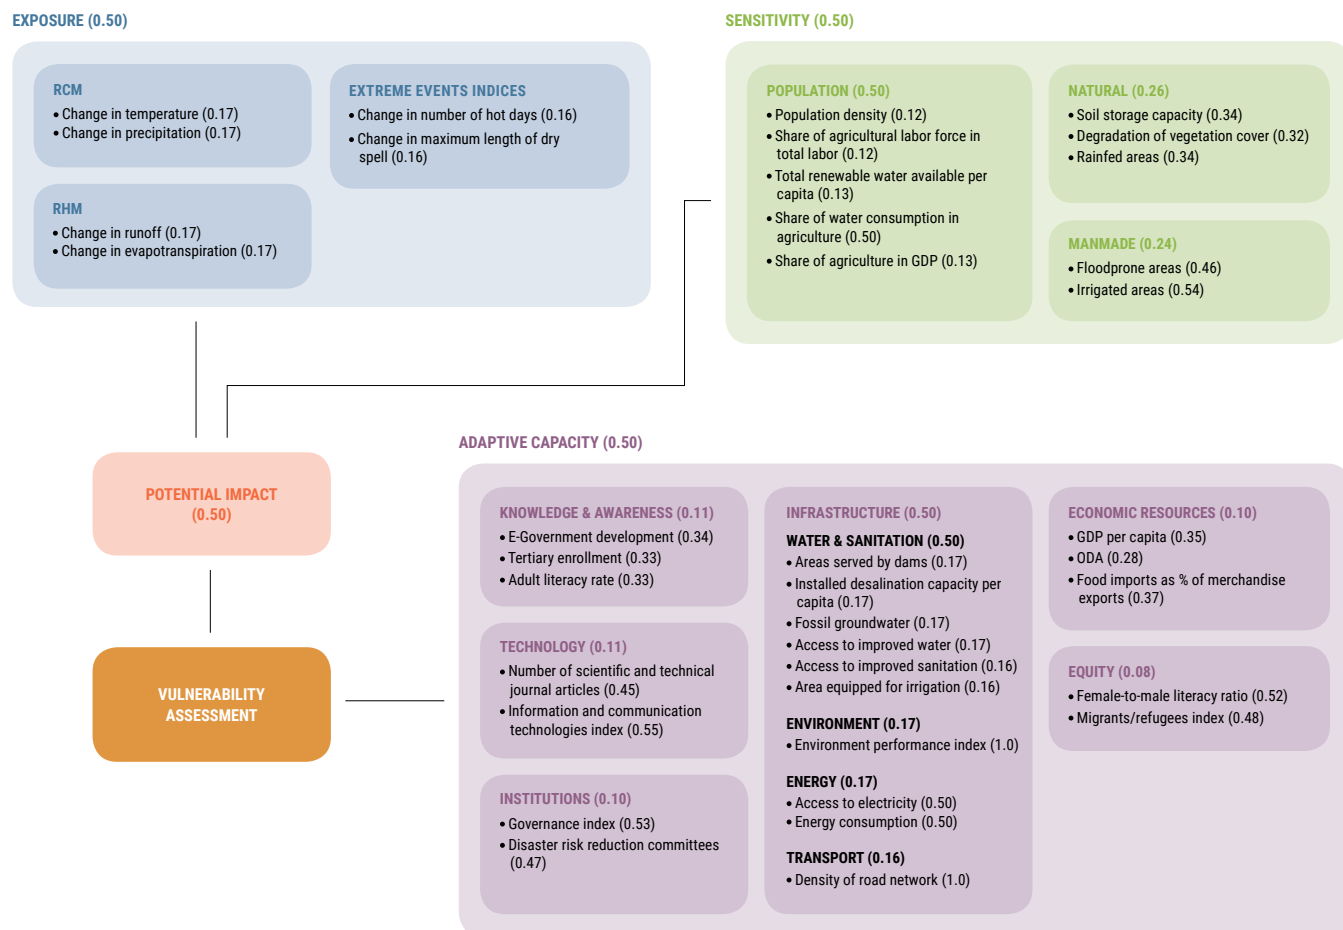 EXPOSURE (0.50)
RCM
• Change in temperature (0.17)
• Change in precipitation (0.17)
EXTREME EVENTS INDICES
• Change in number of hot days (0.16)
• Change in maximum length of dry
spell (0.16)
RHM
• Change in runoff (0.17)
• Change in evapotranspiration (0.17)
SENSITIVITY (0.50)
POPULATION (0.50)
• Population density (0.12)
• Share of agricultural labor force in
total labor (0.12)
• Total renewable water available per
capita (0.13)
• Share of water consumption in
agriculture (0.50)
• Share of agriculture in GDP (0.13)
NATURAL (0.26)
• Soil storage capacity (0.34)
• Degradation of vegetation cover (0.32)
• Rainfed areas (0.34)
MANMADE (0.24)
• Floodprone areas (0.46)
• Irrigated areas (0.54)
POTENTIAL IMPACT
(0.50)
VULNERABILITY
ASSESSMENT
ADAPTIVE CAPACITY (0.50)
KNOWLEDGE & AWARENESS (0.11)
• E-Government development (0.34)
• Tertiary enrollment (0.33)
• Adult literacy rate (0.33)
TECHNOLOGY (0.11)
• Number of scientific and technical
journal articles (0.45)
• Information and communication
technologies index (0.55)
INSTITUTIONS (0.10)
• Governance index (0.53)
• Disaster risk reduction committees
(0.47)
INFRASTRUCTURE (0.50)
WATER & SANITATION (0.50)
• Areas served by dams (0.17)
• Installed desalination capacity per
capita (0.17)
• Fossil groundwater (0.17)
• Access to improved water (0.17)
• Access to improved sanitation (0.16)
• Area equipped for irrigation (0.16)
ENVIRONMENT (0.17)
• Environment performance index (1.0)
ENERGY (0.17)
• Access to electricity (0.50)
• Energy consumption (0.50)
TRANSPORT (0.16)
• Density of road network (1.0)
ECONOMIC RESOURCES (0.10)
• GDP per capita (0.35)
• ODA (0.28)
• Food imports as % of merchandise
exports (0.37)
EQUITY (0.08)
• Female-to-male literacy ratio (0.52)
• Migrants/refugees index (0.48)